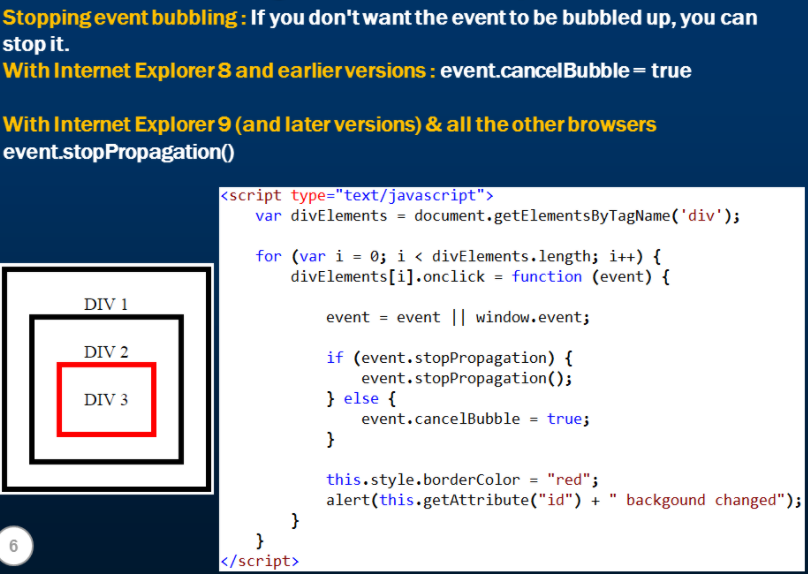 Stopping event bubbling : If you don't want the event to be bubbled up, you can
stop it.
With Internet Explorer 8 and earlier versions : event.cancelBubble = true
With Internet Explorer 9 (and later versions) & all the other browsers
event.stopPropagation()
<script type="text/javascript">
var divElements = document.getElementsByTagName('div');
for (var i = 0; i < divElements.length; i++) {
divElements[i].onclick = function (event) {
event = event || window.event;
if (event.stopPropagation) {
event.stopPropagation();
} else {
event.cancelBubble = true;
}
this.style.borderColor = "red";
alert(this.getAttribute("id") + " backgound changed");
}
}
</script>
DIV 1
DIV 2
DIV 3
6